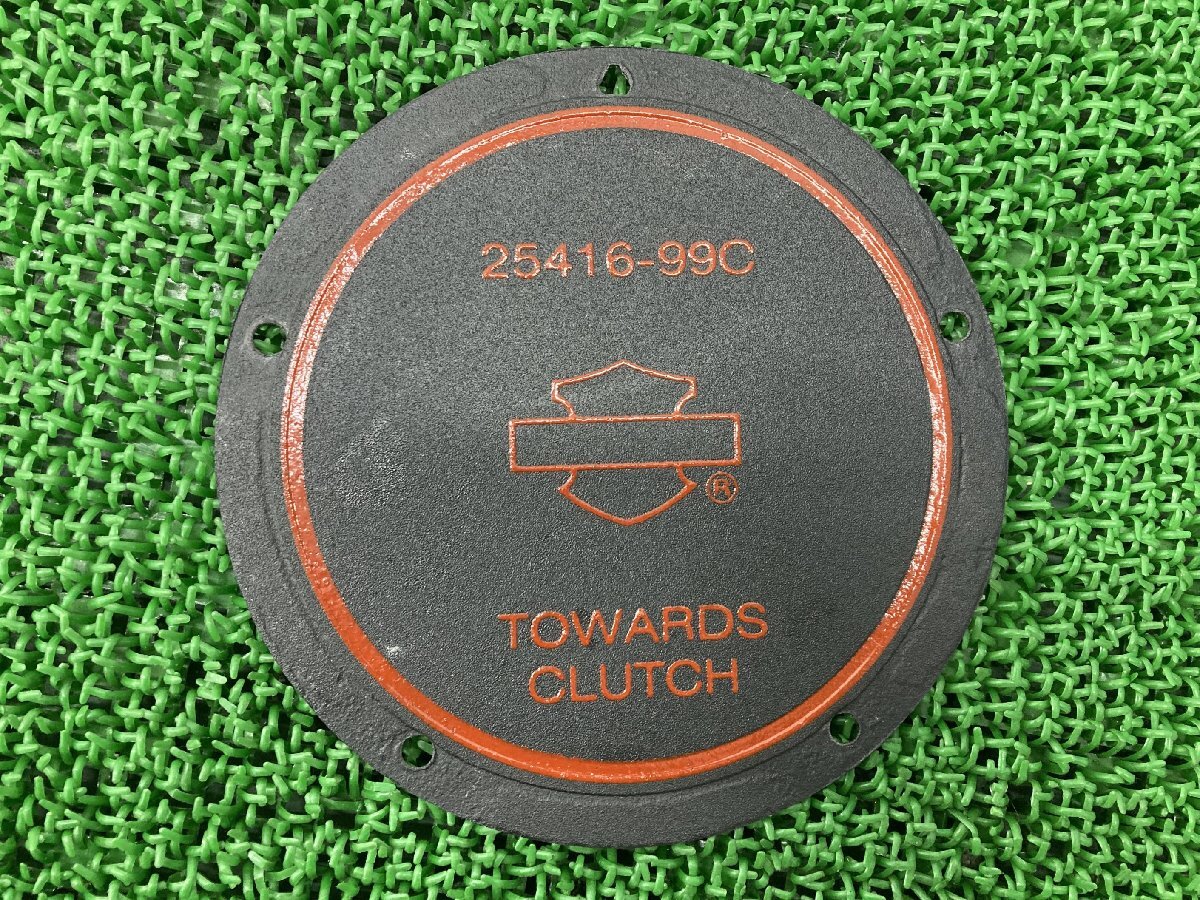 25416-99C
®
TOWARDS
CLUTCH